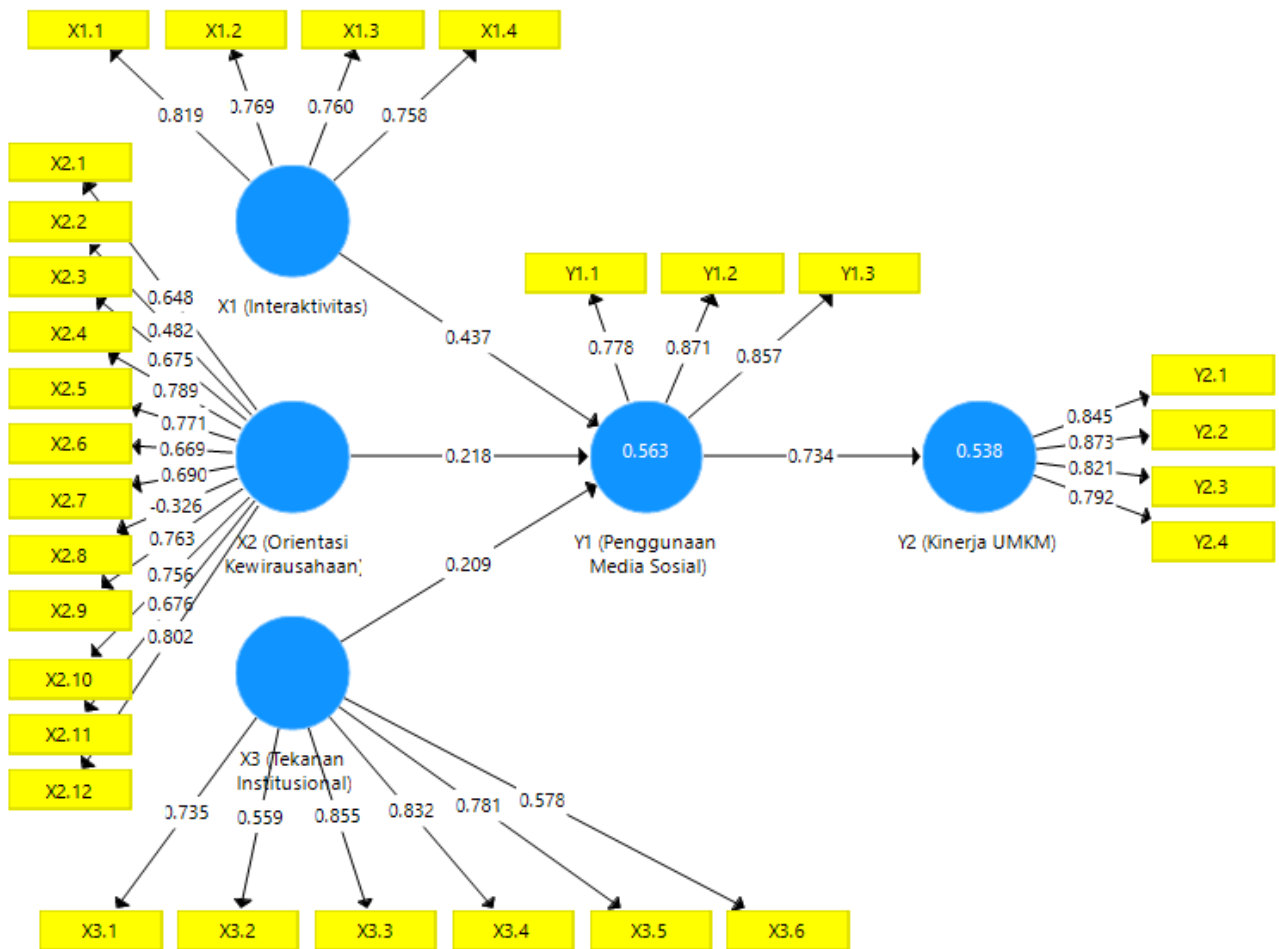 X1.1 X1.2 X1.3 X1.4
0.819 0.769 0.760 0.758
X2.1
X2.2
X2.3
X2.4
X2.5
X2.6
X2.7
X2.8
X2.9
X2.10
X2.11
X2.12
0.648
0.482
0.675
0.789
0.771
0.669
0.690
-0.326
0.763
0.756
0.676
0.802
X1 (Interaktivitas)
X2 (Orientasi
Kewirausahaan)
X3 (Tekanan
Institusional)
0.437
0.218
0.209
Y1.1 Y1.2 Y1.3
0.778 0.871 0.857
0.563
Y1 (Penggunaan
Media Sosial)
0.734
0.538
Y2 (Kinerja UMKM)
0.845
0.873
0.821
0.792
Y2.1
Y2.2
Y2.3
Y2.4
0.735 0.559 0.855 0.832 0.781 0.578
X3.1 X3.2 X3.3 X3.4 X3.5 X3.6